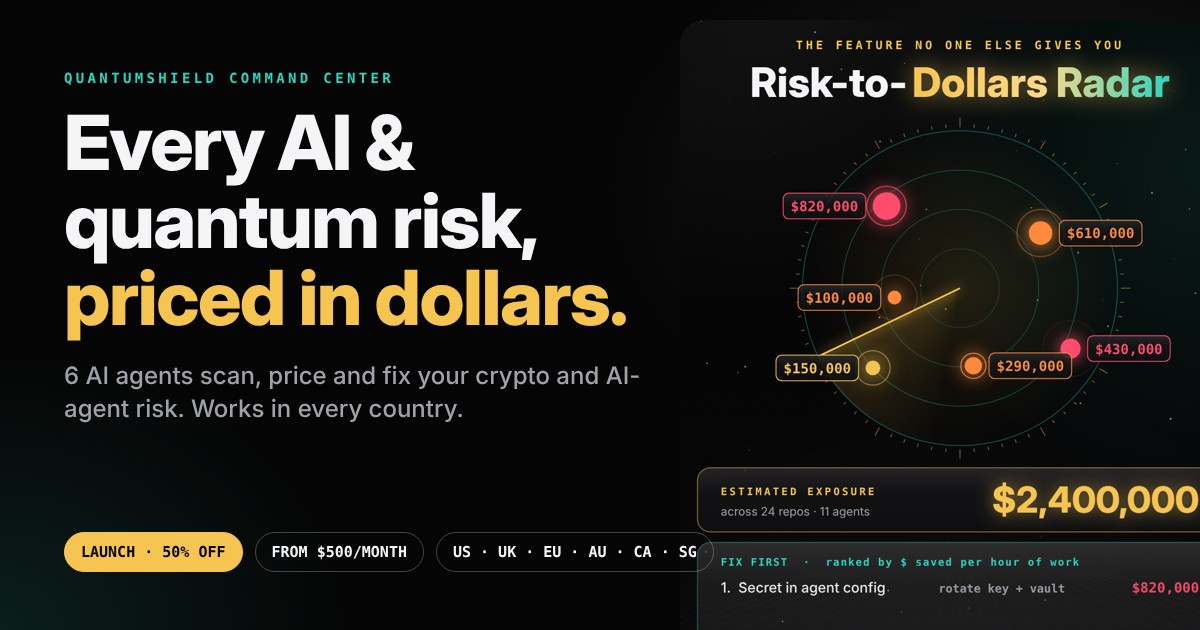 QUANTUMSHIELD COMMAND CENTER
Every AI &
quantum risk,
priced in dollars.
6 AI agents scan, price and fix your crypto and AI-
agent risk. Works in every country.
LAUNCH · 50% OFF
FROM $500/MONTH
US · UK · EU · AU · CA · SG
THE FEATURE NO ONE ELSE GIVES YOU
Risk-to-Dollars Radar
$820,000
$610,000
$100,000
$430,000
$150,000
$290,000
ESTIMATED EXPOSURE
$2,400,000
across 24 repos · 11 agents
FIX FIRST · ranked by $ saved per hour of work
1. Secret in agent config rotate key + vault $820,000